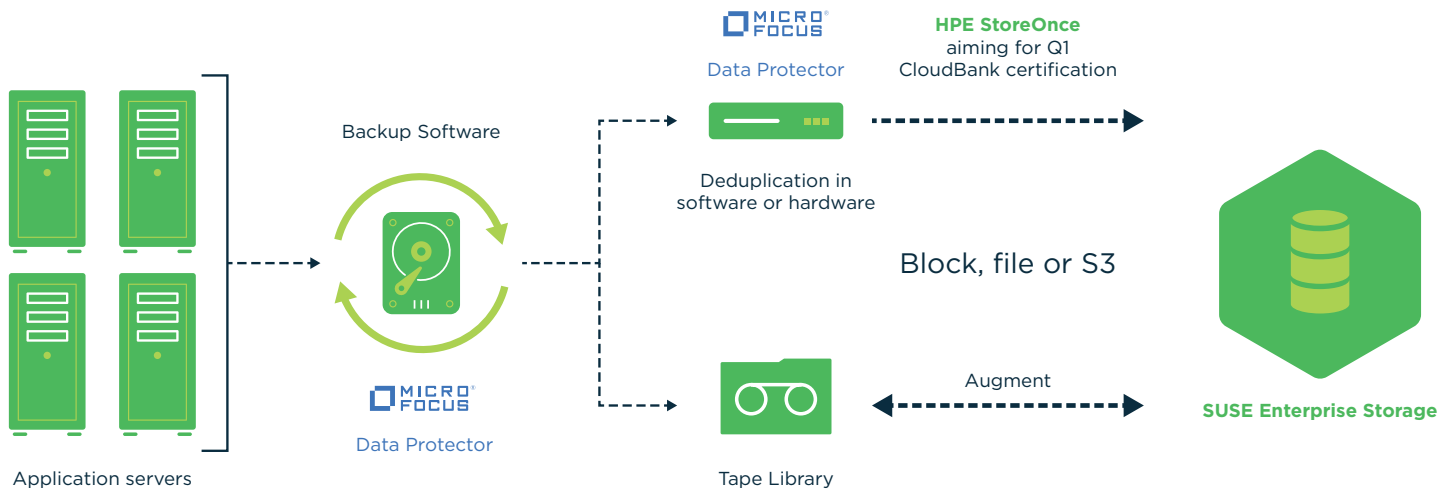 Application servers
Backup Software
MICRO
FOCUS
Data Protector
MICRO
FOCUS®
Data Protector
Deduplication in
software or hardware
HPE StoreOnce
aiming for Q1
CloudBank certification
Block, file or S3
Tape Library
Augment
SUSE Enterprise Storage